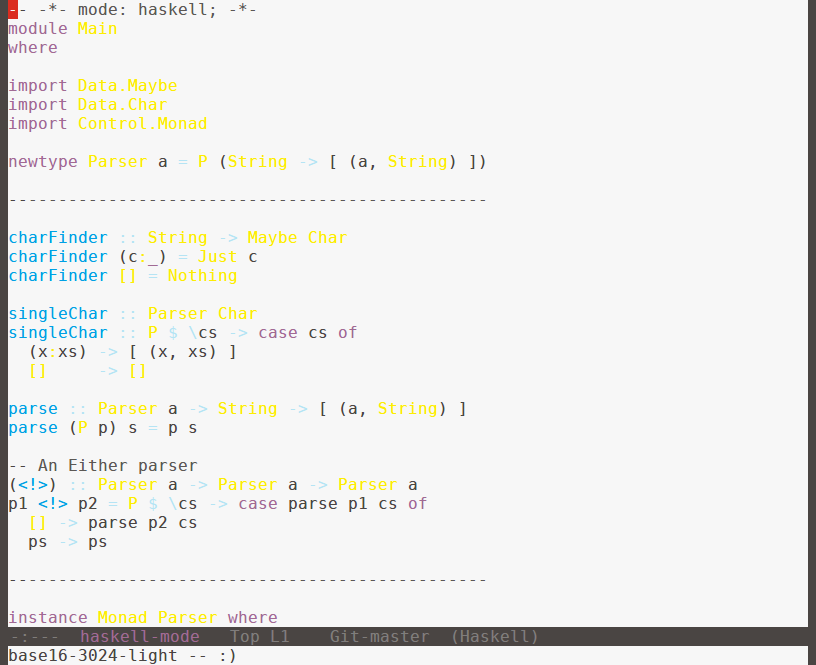 -- -*- mode: haskell; -*-
module Main
where

import Data.Maybe
import Data.Char
import Control.Monad

newtype Parser a = P (String -> [ (a, String) ])

------------------------------------------------

charFinder :: String -> Maybe Char
charFinder (c:_) = Just c
charFinder [] = Nothing

singleChar :: Parser Char
singleChar :: P $ \cs -> case cs of
  (x:xs) -> [ (x, xs) ]
  []     -> []

parse :: Parser a -> String -> [ (a, String) ]
parse (P p) s = p s

-- An Either parser
(<!>) :: Parser a -> Parser a -> Parser a
p1 <!> p2 = P $ \cs -> case parse p1 cs of
  [] -> parse p2 cs
  ps -> ps

------------------------------------------------

instance Monad Parser where
-:---  haskell-mode   Top L1    Git-master  (Haskell)
base16-3024-light -- :)